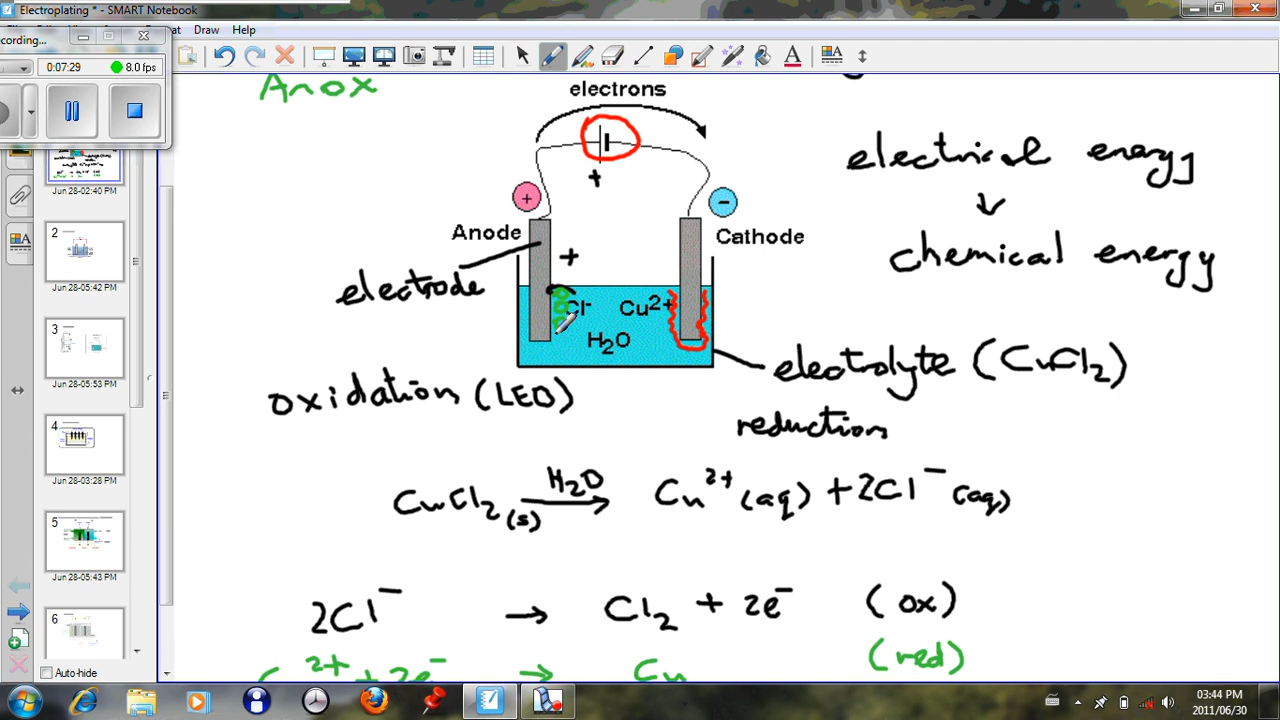 Electroplating * - SMART Notebook
cording...
Draw
Help
0:07:29
8.0 fps
Anox
electrons
electrical energy
chemical energy
+
+
−
Anode
Cathode
+
electrode
Cl-
Cu2+
H2O
electrolyte (CuCl2)
oxidation (LEO)
reduction
CuCl2 (s) H2O → Cu2+ (aq) + 2Cl− (aq)
2Cl− → Cl2 + 2e− (ox)
2+ + 2e− → Cu (red)
Jun 28-02:40 PM
2
Jun 28-05:42 PM
3
Jun 28-05:53 PM
4
Jun 28-03:28 PM
5
Jun 28-05:43 PM
6
Auto-hide
03:44 PM
2011/06/30